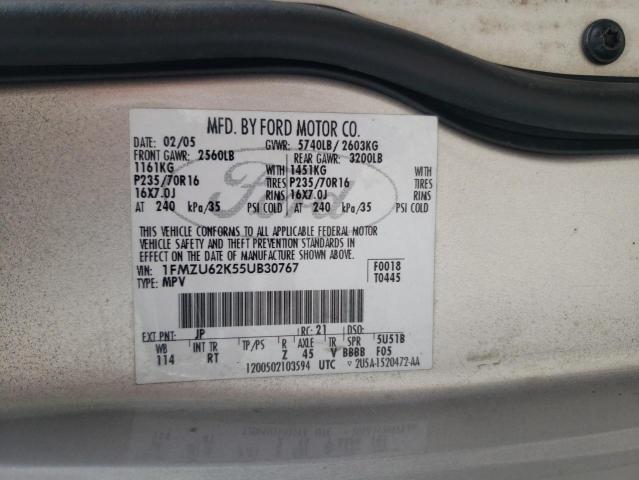 MFD. BY FORD MOTOR CO.
DATE: 02/05 GVWR: 5740LB/ 2603KG
FRONT GAWR: 2560LB REAR GAWR: 3200LB
1161KG WITH 1451KG WITH
P235/70R16 TIRES P235/70R16 TIRES
16X7.0J RIMS 16X7.0J RIMS
AT 240 kPa/35 PSI COLD AT 240 kPa/35 PSI COLD
Ford
THIS VEHICLE CONFORMS TO ALL APPLICABLE FEDERAL MOTOR
VEHICLE SAFETY AND THEFT PREVENTION STANDARDS IN
EFFECT ON THE DATE OF MANUFACTURE SHOWN ABOVE.
VIN: 1FMZU62K55UB30767 F0018
TYPE: MPV T0445
EXT PNT: JP RC: 21 DSO:
WB INT TR TP/PS R AXLE TR SPR 5U51B
114 RT Z 45 V BBBB F05
1200502103594 UTC ▽ 2U5A-1520472-AA